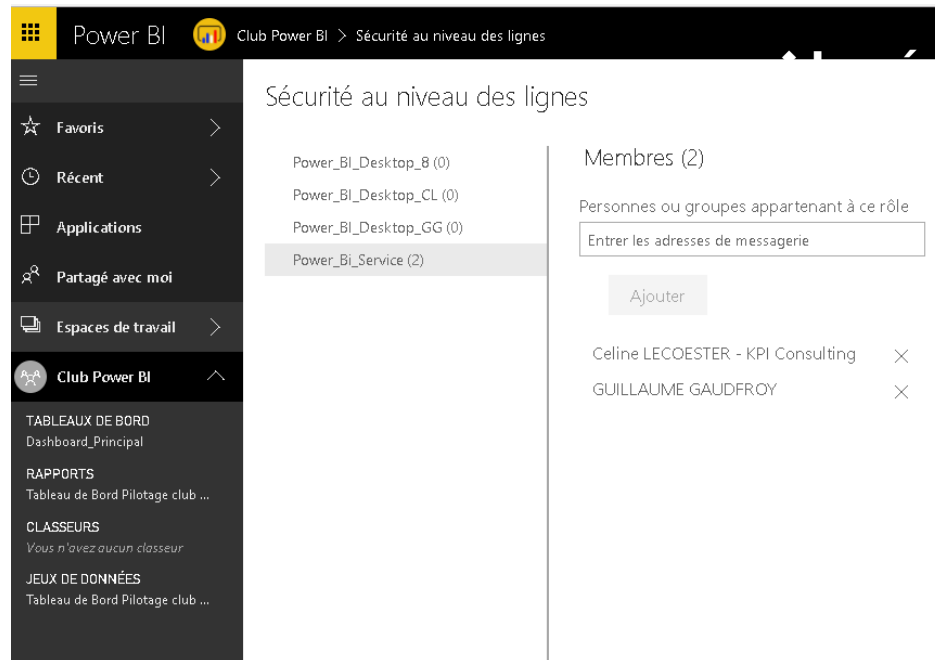 Power BI
Club Power BI > Sécurité au niveau des lignes
Favoris
Récent
Applications
Partagé avec moi
Espaces de travail
Club Power BI
TABLEAUX DE BORD
Dashboard_Principal
RAPPORTS
Tableau de Bord Pilotage club ...
CLASSEURS
Vous n'avez aucun classeur
JEUX DE DONNÉES
Tableau de Bord Pilotage club ...
Sécurité au niveau des lignes
Power_BI_Desktop_8 (0)
Power_BI_Desktop_CL (0)
Power_BI_Desktop_GG (0)
Power_Bi_Service (2)
Membres (2)
Personnes ou groupes appartenant à ce rôle
Entrer les adresses de messagerie
Ajouter
Celine LECOESTER - KPI Consulting
GUILLAUME GAUDFROY